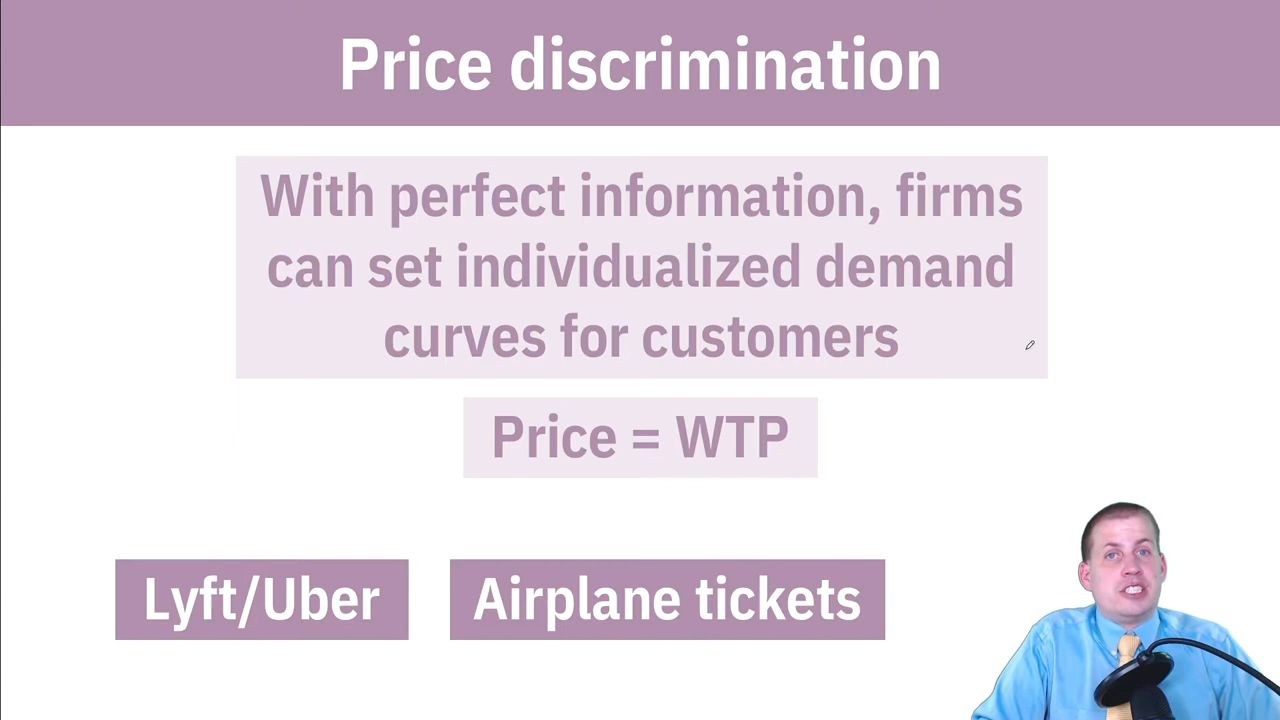 Price discrimination
With perfect information, firms
can set individualized demand
curves for customers
Price = WTP
Lyft/Uber
Airplane tickets